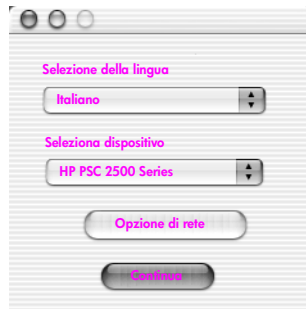 Selezione della lingua
Italiano
Seleziona dispositivo
HP PSC 2500 Series
Opzione di rete
Continua